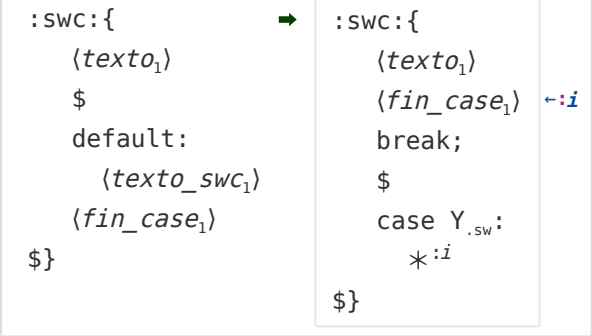 :swc:{
⟨texto₁⟩
$
default:
⟨texto_swc₁⟩
⟨fin_case₁⟩
$}
➡
:swc:{
⟨texto₁⟩
⟨fin_case₁⟩ ←:i
break;
$
case Y.sw:
＊:i
$}